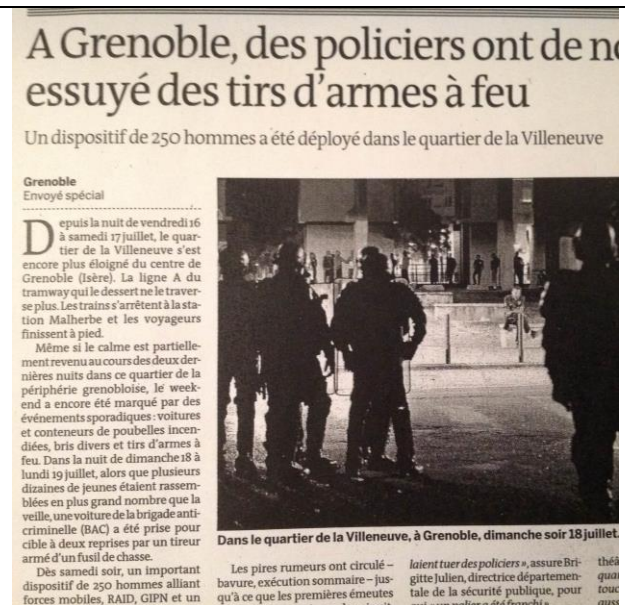 A Grenoble, des policiers ont de
essuyé des tirs d'armes à feu
Un dispositif de 250 hommes a été déployé dans le quartier de la Villeneuve
Grenoble
Envoyé spécial
Depuis la nuit de vendredi 16
à samedi 17 juillet, le quar-
tier de la Villeneuve s'est
encore plus éloigné du centre de
Grenoble (Isère). La ligne A du
tramway qui le dessert ne le traver-
se plus. Les trains s'arrêtent à la sta-
tion Malherbe et les voyageurs
finissent à pied.
Même si le calme est partielle-
ment revenu au cours des deux der-
nières nuits dans ce quartier de la
périphérie grenobloise, le week-
end a encore été marqué par des
événements sporadiques : voitures
et conteneurs de poubelles incen-
diées, bris divers et tirs d'armes à
feu. Dans la nuit de dimanche 18 à
lundi 19 juillet, alors que plusieurs
dizaines de jeunes étaient rassem-
blées en plus grand nombre que la
veille, une voiture de la brigade anti-
criminelle (BAC) a été prise pour
cible à deux reprises par un tireur
armé d'un fusil de chasse.
Dès samedi soir, un important
dispositif de 250 hommes alliant
forces mobiles, RAID, GIPN et un
Dans le quartier de la Villeneuve, à Grenoble, dimanche soir 18 juillet.
Les pires rumeurs ont circulé –
bavure, exécution sommaire – jus-
qu'à ce que les premières émeutes
laient tuer des policiers », assure Bri-
gitte Julien, directrice départemen-
tale de la sécurité publique, pour